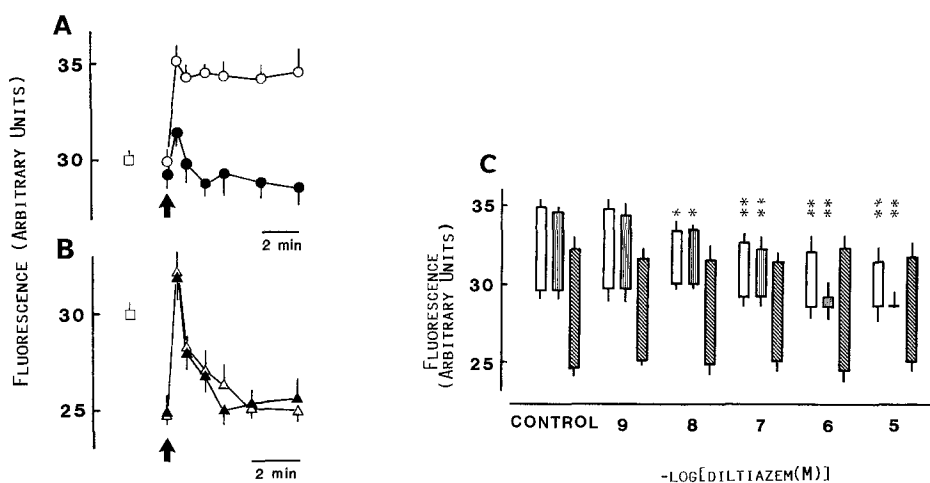 A
FLUORESCENCE (ARBITRARY UNITS)
35
30
2 min
B
30
25
2 min
C
FLUORESCENCE
(ARBITRARY UNITS)
35
30
25
* *
** **
** **
** **
CONTROL 9 8 7 6 5
-LOG[DILTIAZEM(M)]